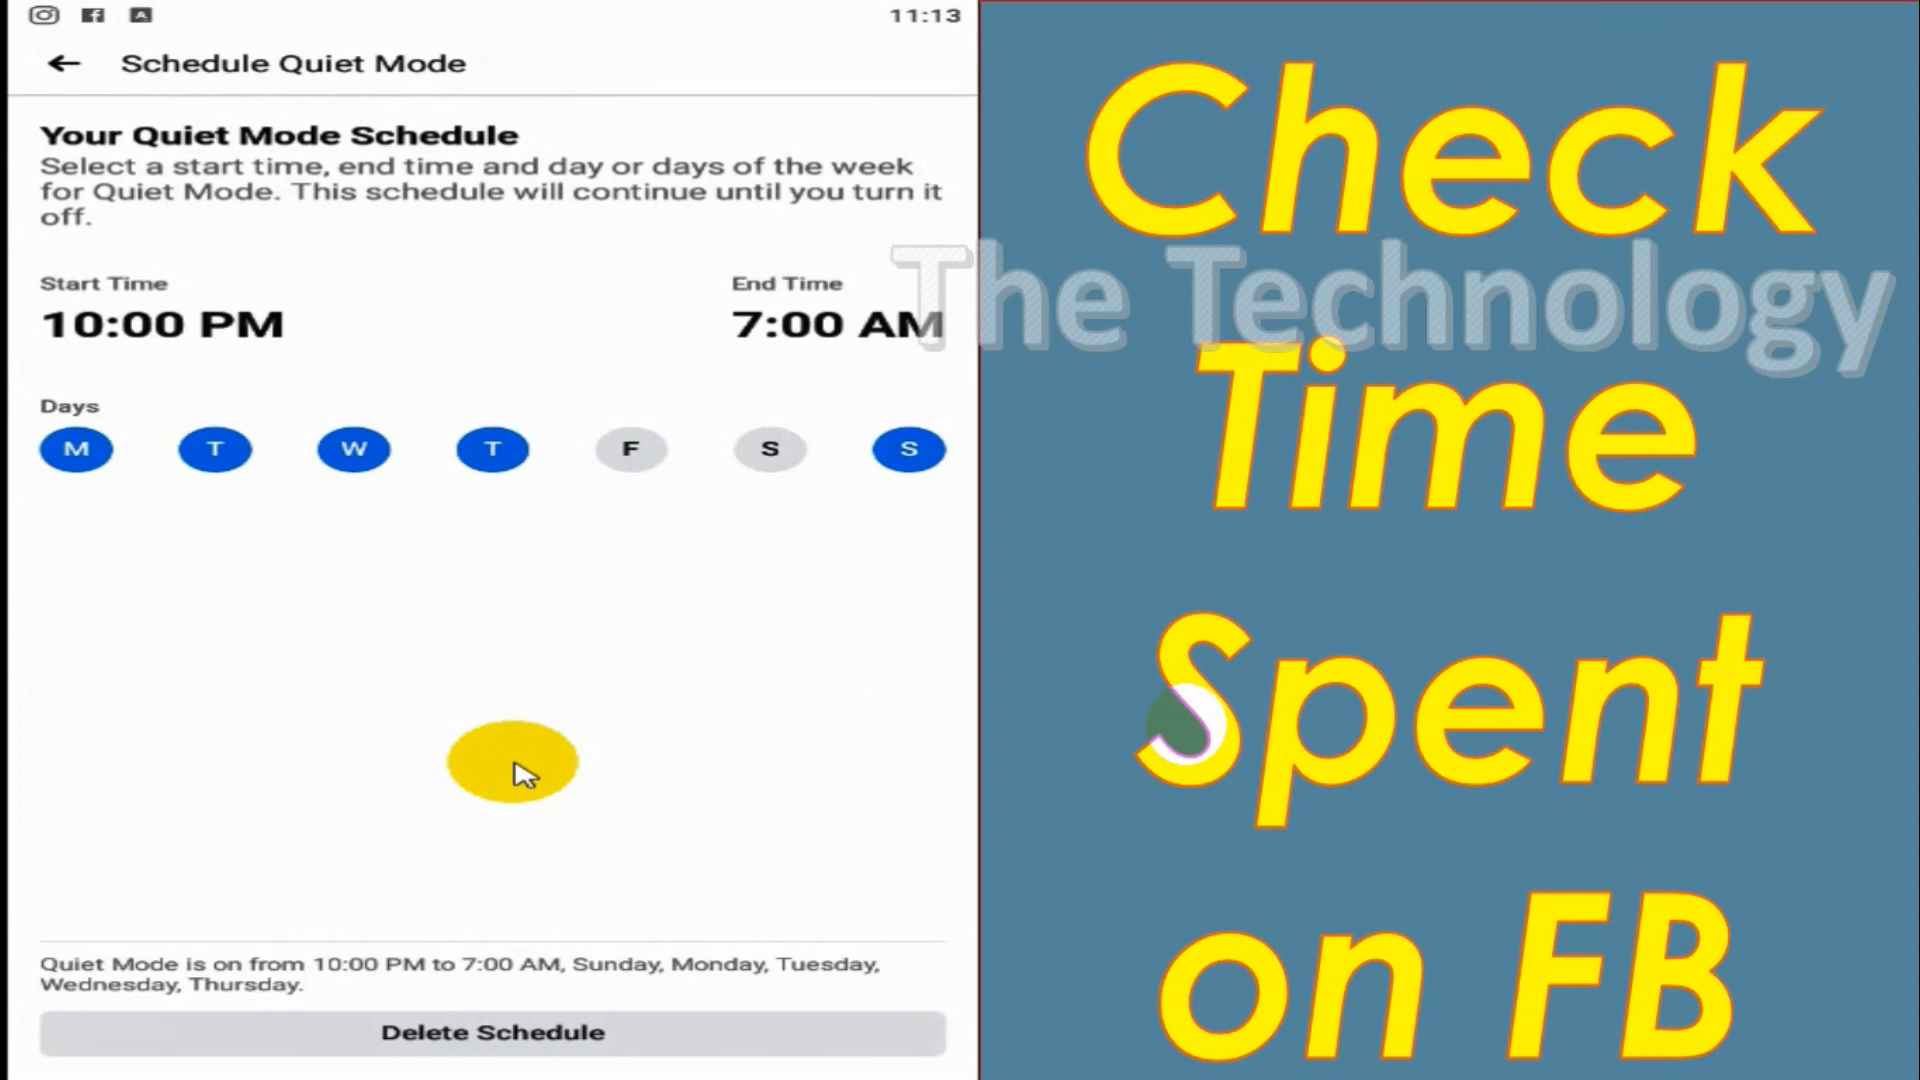 11:13
Schedule Quiet Mode
Your Quiet Mode Schedule
Select a start time, end time and day or days of the week
for Quiet Mode. This schedule will continue until you turn it
off.
Start Time
End Time
10:00 PM
7:00 AM
Days
M T W T F S S
Quiet Mode is on from 10:00 PM to 7:00 AM, Sunday, Monday, Tuesday,
Wednesday, Thursday.
Delete Schedule
Check
The Technology
Time
Spent
on FB